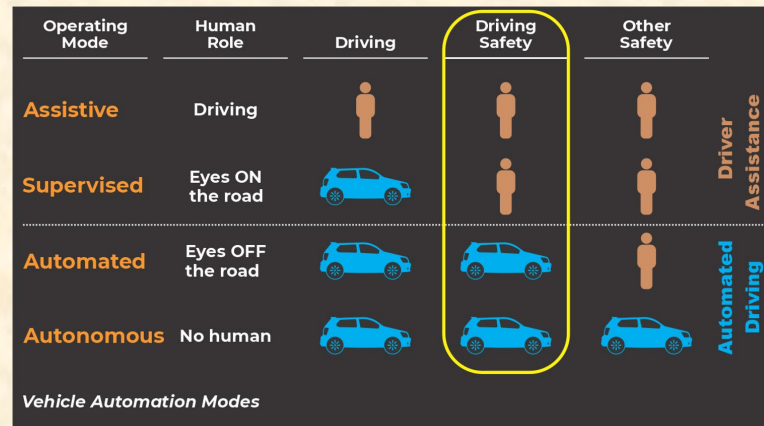 Operating Mode
Human Role
Driving
Driving Safety
Other Safety
Assistive
Driving
Supervised
Eyes ON the road
Automated
Eyes OFF the road
Autonomous
No human
Driver Assistance
Automated Driving
Vehicle Automation Modes